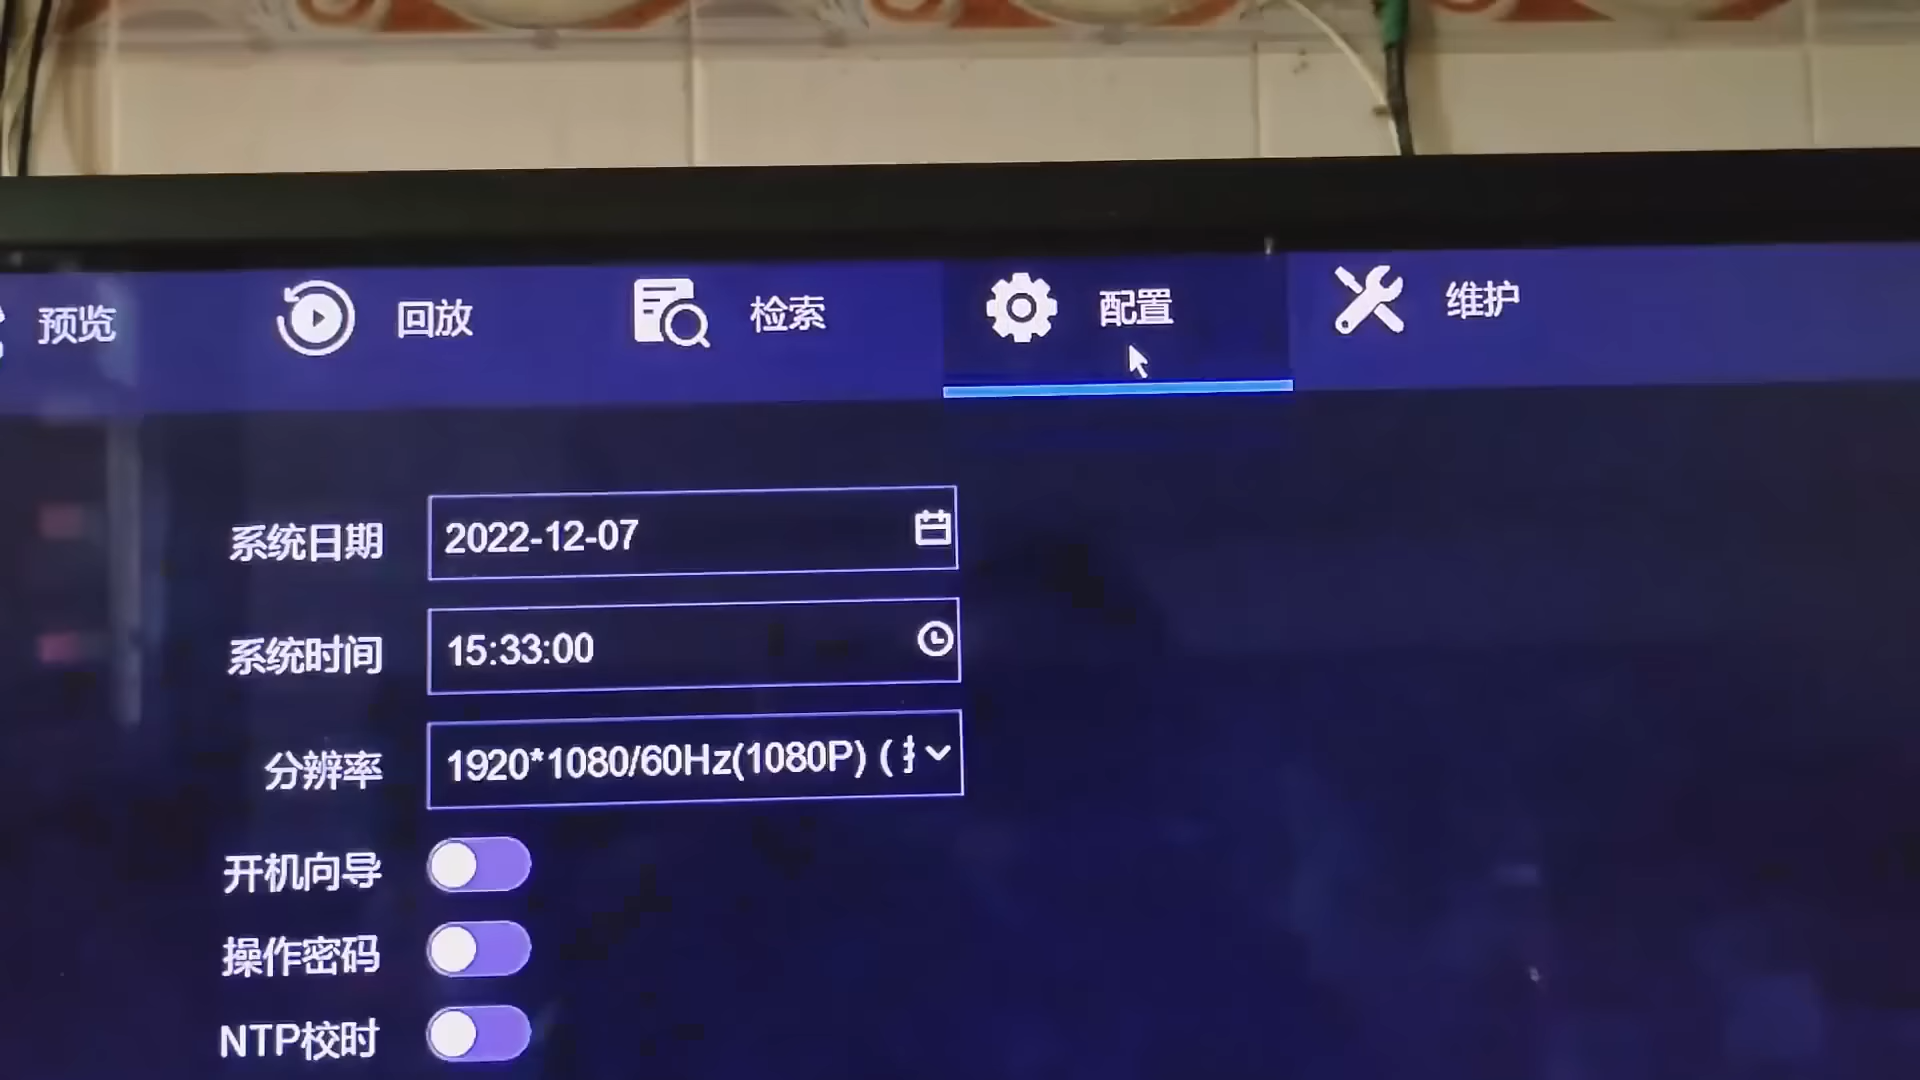 预览 回放 检索 配置 维护
系统日期 2022-12-07
系统时间 15:33:00
分辨率 1920*1080/60Hz(1080P) (
开机向导
操作密码
NTP校时